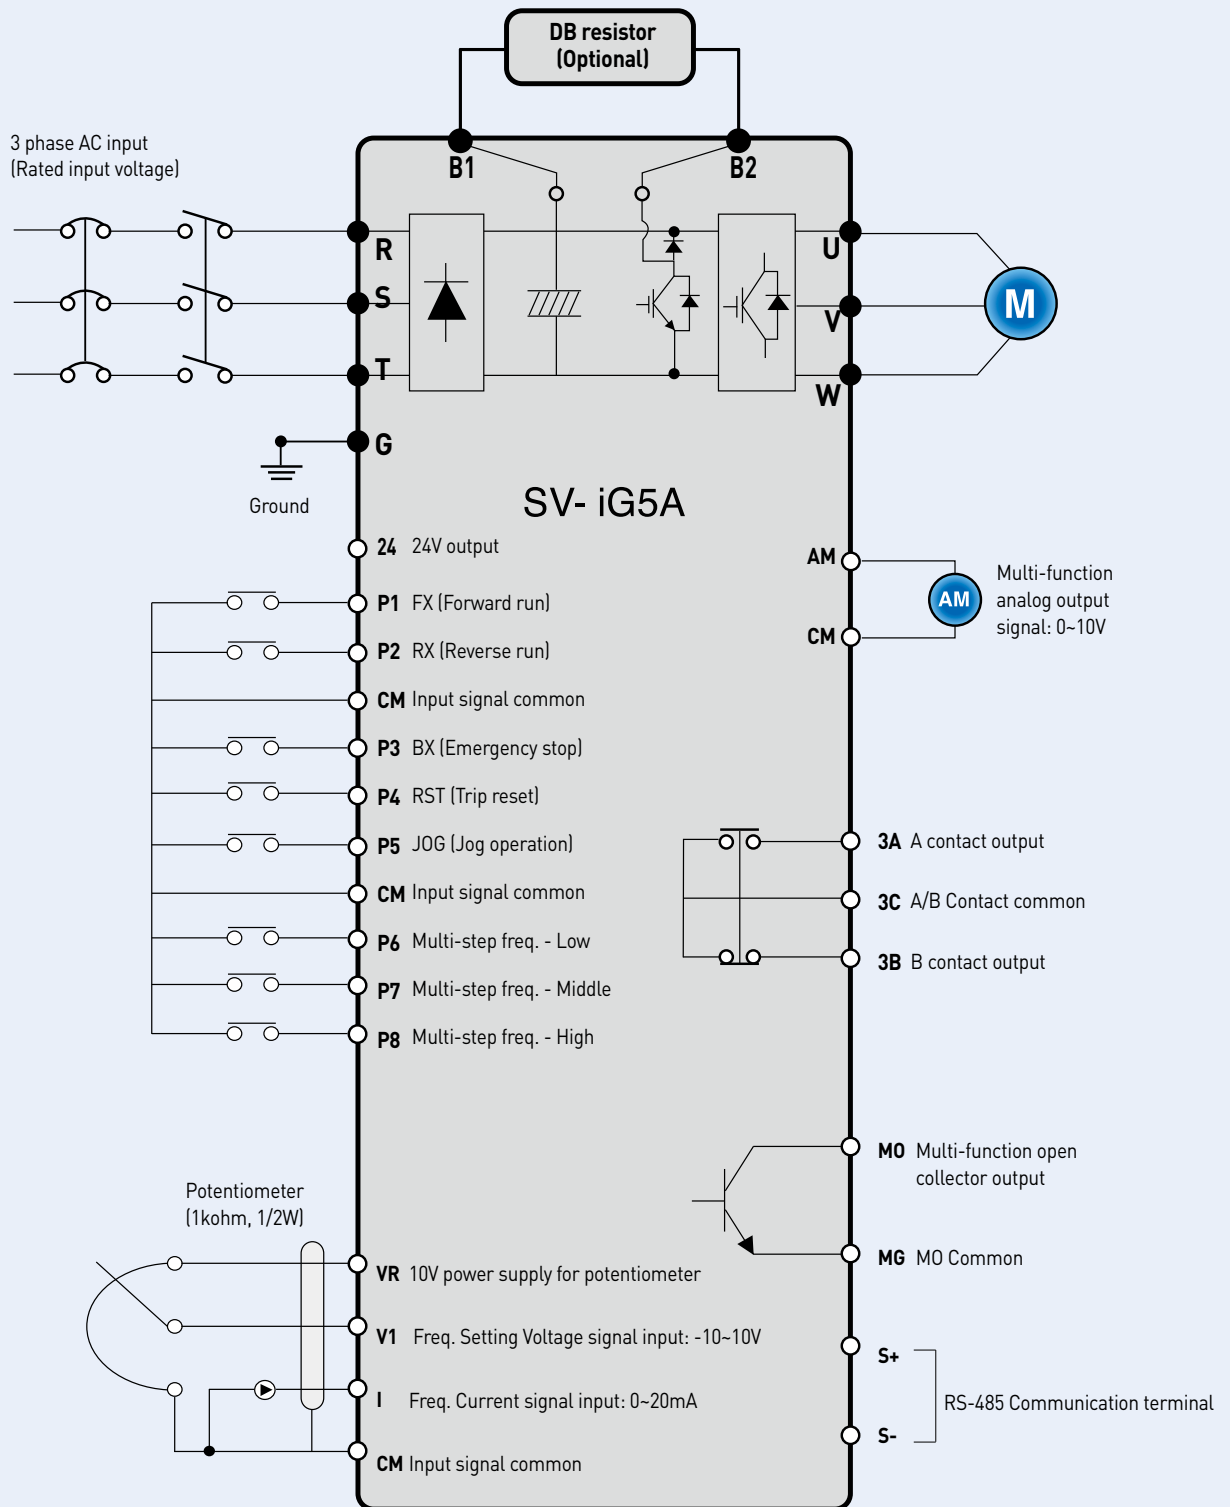 DB resistor
(Optional)
3 phase AC input
(Rated input voltage)
B1
B2
R
U
S
V
M
T
W
G
Ground
SV- iG5A
24 24V output
AM
AM
Multi-function
analog output
signal: 0~10V
CM
P1 FX (Forward run)
P2 RX (Reverse run)
CM Input signal common
P3 BX (Emergency stop)
P4 RST (Trip reset)
P5 JOG (Jog operation)
CM Input signal common
P6 Multi-step freq. - Low
P7 Multi-step freq. - Middle
P8 Multi-step freq. - High
3A A contact output
3C A/B Contact common
3B B contact output
MO Multi-function open
collector output
MG MO Common
Potentiometer
(1kohm, 1/2W)
VR 10V power supply for potentiometer
V1 Freq. Setting Voltage signal input: -10~10V
I Freq. Current signal input: 0~20mA
CM Input signal common
S+
RS-485 Communication terminal
S-